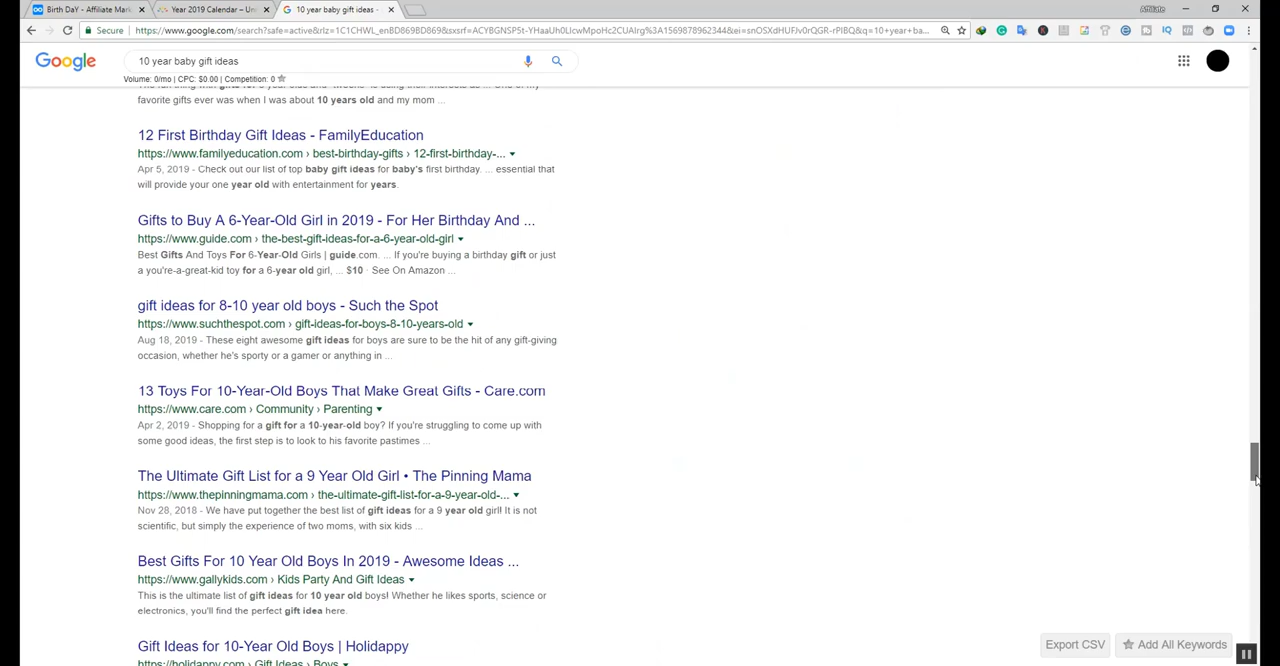 Birth DaY - Affiliate Mark
Year 2019 Calendar – Un
10 year baby gift ideas -
Affiliate
Secure
https://www.google.com/search?safe=active&rlz=1C1CHWL_enBD869BD869&sxsrf=
Google
10 year baby gift ideas
Volume: 0/mo | CPC: $0.00 | Competition: 0
favorite gifts ever was when I was about 10 years old and my mom ...
12 First Birthday Gift Ideas - FamilyEducation
https://www.familyeducation.com › best-birthday-gifts › 12-first-birthday-...
Apr 5, 2019 - Check out our list of top baby gift ideas for baby's first birthday. ... essential that
will provide your one year old with entertainment for years.
Gifts to Buy A 6-Year-Old Girl in 2019 - For Her Birthday And ...
https://www.guide.com › the-best-gift-ideas-for-a-6-year-old-girl
Best Gifts And Toys For 6-Year-Old Girls | guide.com. ... If you're buying a birthday gift or just
a you're-a-great-kid toy for a 6-year old girl, ... $10 · See On Amazon ...
gift ideas for 8-10 year old boys - Such the Spot
https://www.suchthespot.com › gift-ideas-for-boys-8-10-years-old
Aug 18, 2019 - These eight awesome gift ideas for boys are sure to be the hit of any gift-giving
occasion, whether he's sporty or a gamer or anything in ...
13 Toys For 10-Year-Old Boys That Make Great Gifts - Care.com
https://www.care.com › Community › Parenting
Apr 2, 2019 - Shopping for a gift for a 10-year-old boy? If you're struggling to come up with
some good ideas, the first step is to look to his favorite pastimes ...
The Ultimate Gift List for a 9 Year Old Girl • The Pinning Mama
https://www.thepinningmama.com › the-ultimate-gift-list-for-a-9-year-old-...
Nov 28, 2018 - We have put together the best list of gift ideas for a 9 year old girl! It is not
scientific, but simply the experience of two moms, with six kids ...
Best Gifts For 10 Year Old Boys In 2019 - Awesome Ideas ...
https://www.gallykids.com › Kids Party And Gift Ideas
This is the ultimate list of gift ideas for 10 year old boys! Whether he likes sports, science or
electronics, you'll find the perfect gift idea here.
Gift Ideas for 10-Year Old Boys | Holidappy
https://holidappy.com › Gift Ideas › Boys
Export CSV
Add All Keywords